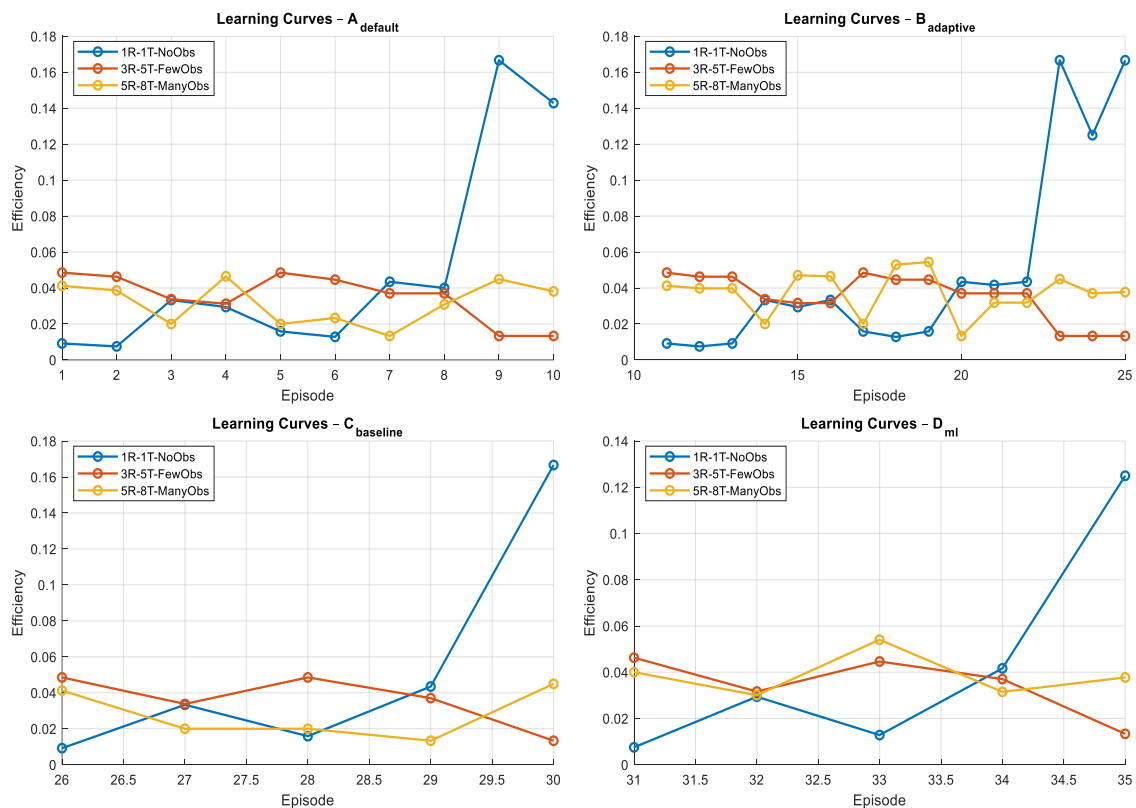 Learning Curves – A_default
0.18
0.16
0.14
0.12
0.1
0.08
0.06
0.04
0.02
0
Efficiency
1R-1T-NoObs
3R-5T-FewObs
5R-8T-ManyObs
1 2 3 4 5 6 7 8 9 10
Episode
Learning Curves – B_adaptive
0.18
0.16
0.14
0.12
0.1
0.08
0.06
0.04
0.02
0
Efficiency
1R-1T-NoObs
3R-5T-FewObs
5R-8T-ManyObs
10 15 20 25
Episode
Learning Curves – C_baseline
0.18
0.16
0.14
0.12
0.1
0.08
0.06
0.04
0.02
0
Efficiency
1R-1T-NoObs
3R-5T-FewObs
5R-8T-ManyObs
26 26.5 27 27.5 28 28.5 29 29.5 30
Episode
Learning Curves – D_ml
0.14
0.12
0.1
0.08
0.06
0.04
0.02
0
Efficiency
1R-1T-NoObs
3R-5T-FewObs
5R-8T-ManyObs
31 31.5 32 32.5 33 33.5 34 34.5 35
Episode